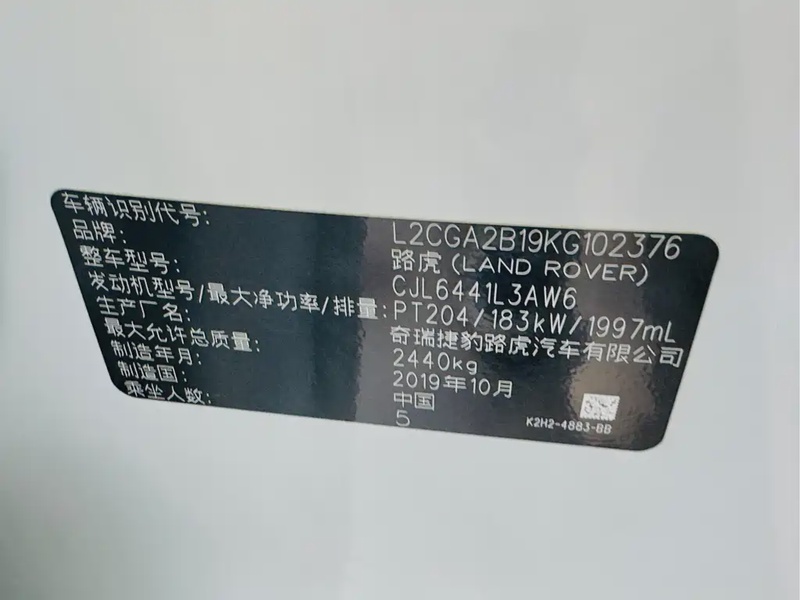 车辆识别代号: L2CGA2B19KG102376
品牌: 路虎 (LAND ROVER)
整车型号: CJL6441L3AW6
发动机型号/最大净功率/排量: PT204/183kW/1997mL
生产厂名: 奇瑞捷豹路虎汽车有限公司
最大允许总质量: 2440kg
制造年月: 2019年10月
制造国: 中国
乘坐人数: 5
K2H2-4883-BB